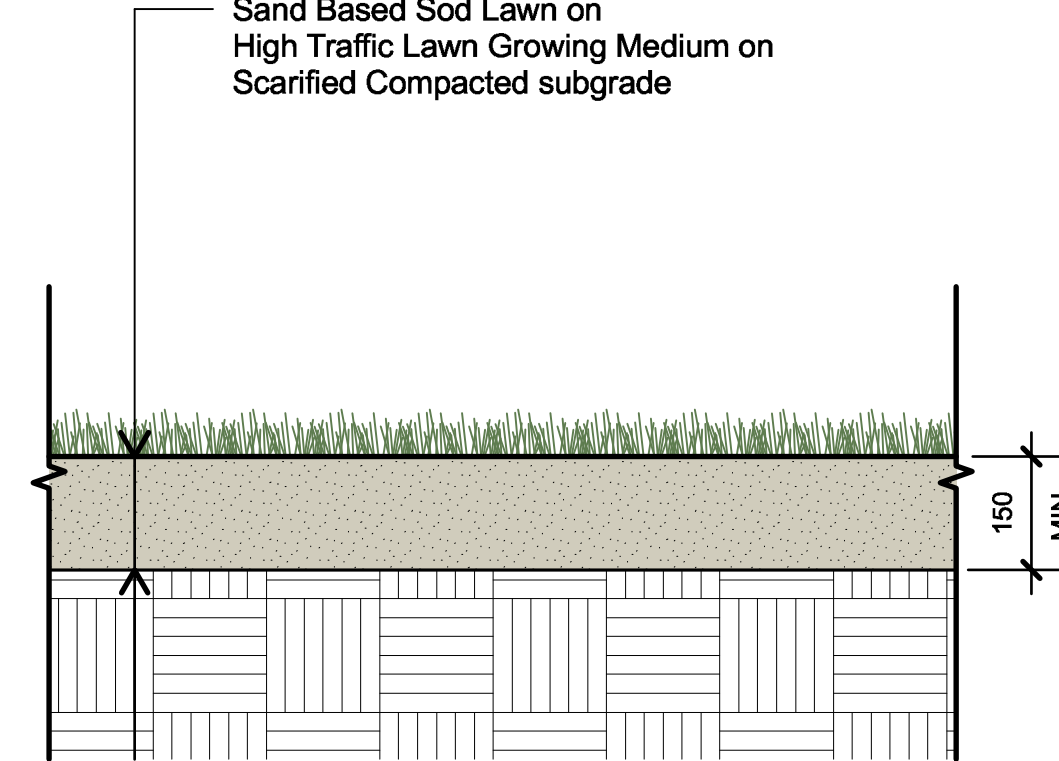 Sand Based Sod Lawn on
High Traffic Lawn Growing Medium on
Scarified Compacted subgrade
150
MIN